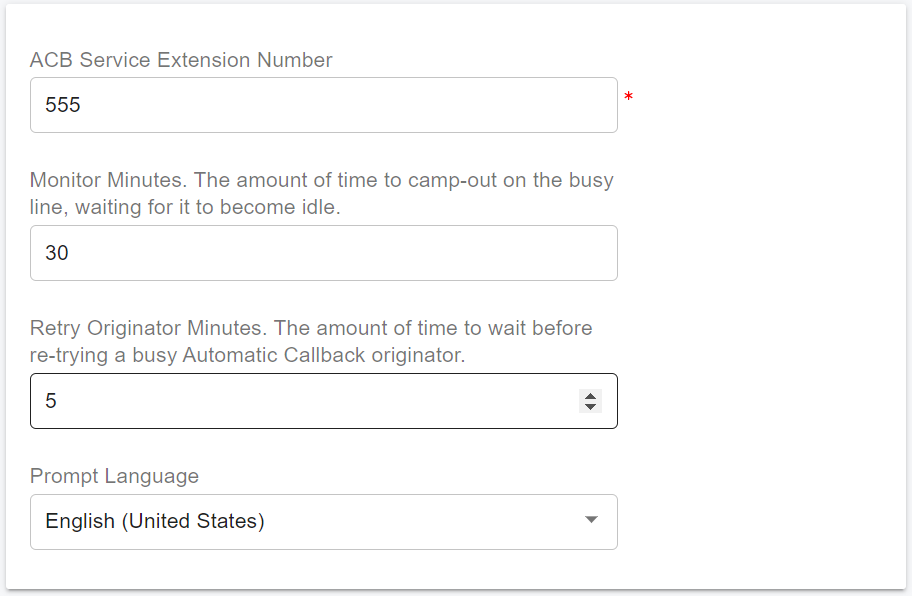 ACB Service Extension Number
555
*
Monitor Minutes. The amount of time to camp-out on the busy
line, waiting for it to become idle.
30
Retry Originator Minutes. The amount of time to wait before
re-trying a busy Automatic Callback originator.
5
Prompt Language
English (United States)